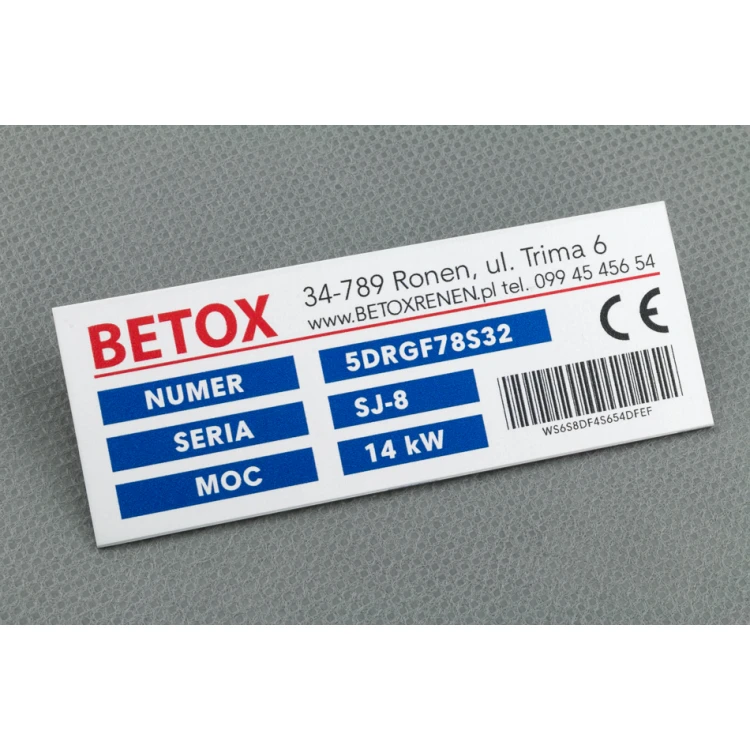 BETOX
34-789 Ronen, ul. Trima 6
www.BETOXRENEN.pl tel. 099 45 456 54
NUMER 5DRGF78S32
SERIA SJ-8
MOC 14 kW
CE
WS6S8DF4S654DFEF